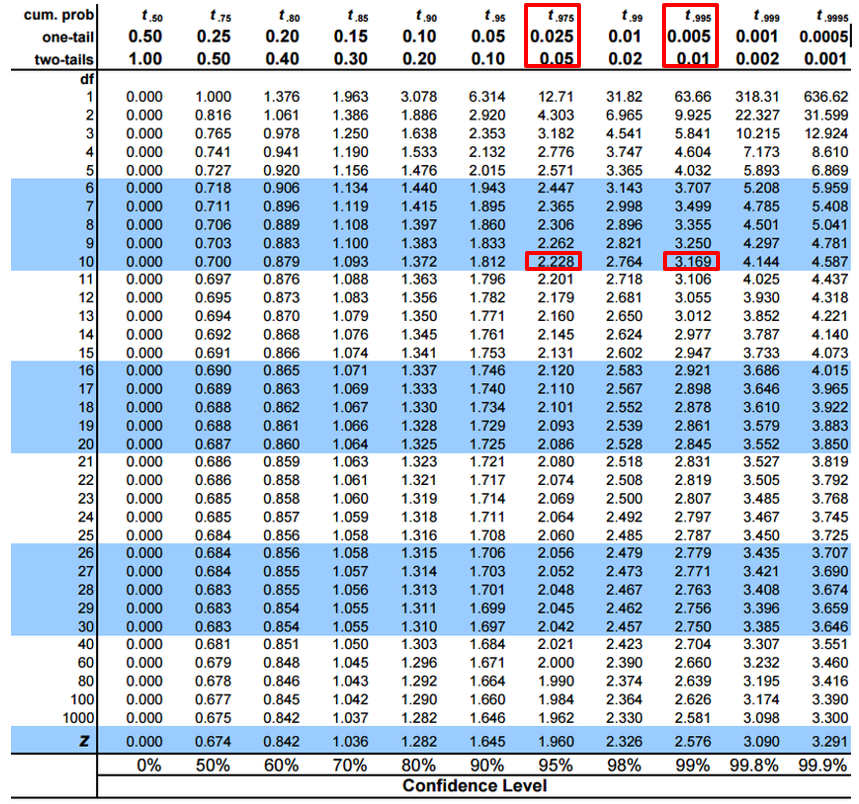 cum. prob t.50 t.75 t.80 t.85 t.90 t.95 t.975 t.99 t.995 t.999 t.9995
one-tail 0.50 0.25 0.20 0.15 0.10 0.05 0.025 0.01 0.005 0.001 0.0005
two-tails 1.00 0.50 0.40 0.30 0.20 0.10 0.05 0.02 0.01 0.002 0.001
df
1 0.000 1.000 1.376 1.963 3.078 6.314 12.71 31.82 63.66 318.31 636.62
2 0.000 0.816 1.061 1.386 1.886 2.920 4.303 6.965 9.925 22.327 31.599
3 0.000 0.765 0.978 1.250 1.638 2.353 3.182 4.541 5.841 10.215 12.924
4 0.000 0.741 0.941 1.190 1.533 2.132 2.776 3.747 4.604 7.173 8.610
5 0.000 0.727 0.920 1.156 1.476 2.015 2.571 3.365 4.032 5.893 6.869
6 0.000 0.718 0.906 1.134 1.440 1.943 2.447 3.143 3.707 5.208 5.959
7 0.000 0.711 0.896 1.119 1.415 1.895 2.365 2.998 3.499 4.785 5.408
8 0.000 0.706 0.889 1.108 1.397 1.860 2.306 2.896 3.355 4.501 5.041
9 0.000 0.703 0.883 1.100 1.383 1.833 2.262 2.821 3.250 4.297 4.781
10 0.000 0.700 0.879 1.093 1.372 1.812 2.228 2.764 3.169 4.144 4.587
11 0.000 0.697 0.876 1.088 1.363 1.796 2.201 2.718 3.106 4.025 4.437
12 0.000 0.695 0.873 1.083 1.356 1.782 2.179 2.681 3.055 3.930 4.318
13 0.000 0.694 0.870 1.079 1.350 1.771 2.160 2.650 3.012 3.852 4.221
14 0.000 0.692 0.868 1.076 1.345 1.761 2.145 2.624 2.977 3.787 4.140
15 0.000 0.691 0.866 1.074 1.341 1.753 2.131 2.602 2.947 3.733 4.073
16 0.000 0.690 0.865 1.071 1.337 1.746 2.120 2.583 2.921 3.686 4.015
17 0.000 0.689 0.863 1.069 1.333 1.740 2.110 2.567 2.898 3.646 3.965
18 0.000 0.688 0.862 1.067 1.330 1.734 2.101 2.552 2.878 3.610 3.922
19 0.000 0.688 0.861 1.066 1.328 1.729 2.093 2.539 2.861 3.579 3.883
20 0.000 0.687 0.860 1.064 1.325 1.725 2.086 2.528 2.845 3.552 3.850
21 0.000 0.686 0.859 1.063 1.323 1.721 2.080 2.518 2.831 3.527 3.819
22 0.000 0.686 0.858 1.061 1.321 1.717 2.074 2.508 2.819 3.505 3.792
23 0.000 0.685 0.858 1.060 1.319 1.714 2.069 2.500 2.807 3.485 3.768
24 0.000 0.685 0.857 1.059 1.318 1.711 2.064 2.492 2.797 3.467 3.745
25 0.000 0.684 0.856 1.058 1.316 1.708 2.060 2.485 2.787 3.450 3.725
26 0.000 0.684 0.856 1.058 1.315 1.706 2.056 2.479 2.779 3.435 3.707
27 0.000 0.684 0.855 1.057 1.314 1.703 2.052 2.473 2.771 3.421 3.690
28 0.000 0.683 0.855 1.056 1.313 1.701 2.048 2.467 2.763 3.408 3.674
29 0.000 0.683 0.854 1.055 1.311 1.699 2.045 2.462 2.756 3.396 3.659
30 0.000 0.683 0.854 1.055 1.310 1.697 2.042 2.457 2.750 3.385 3.646
40 0.000 0.681 0.851 1.050 1.303 1.684 2.021 2.423 2.704 3.307 3.551
60 0.000 0.679 0.848 1.045 1.296 1.671 2.000 2.390 2.660 3.232 3.460
80 0.000 0.678 0.846 1.043 1.292 1.664 1.990 2.374 2.639 3.195 3.416
100 0.000 0.677 0.845 1.042 1.290 1.660 1.984 2.364 2.626 3.174 3.390
1000 0.000 0.675 0.842 1.037 1.282 1.646 1.962 2.330 2.581 3.098 3.300
Z 0.000 0.674 0.842 1.036 1.282 1.645 1.960 2.326 2.576 3.090 3.291
0% 50% 60% 70% 80% 90% 95% 98% 99% 99.8% 99.9%
Confidence Level